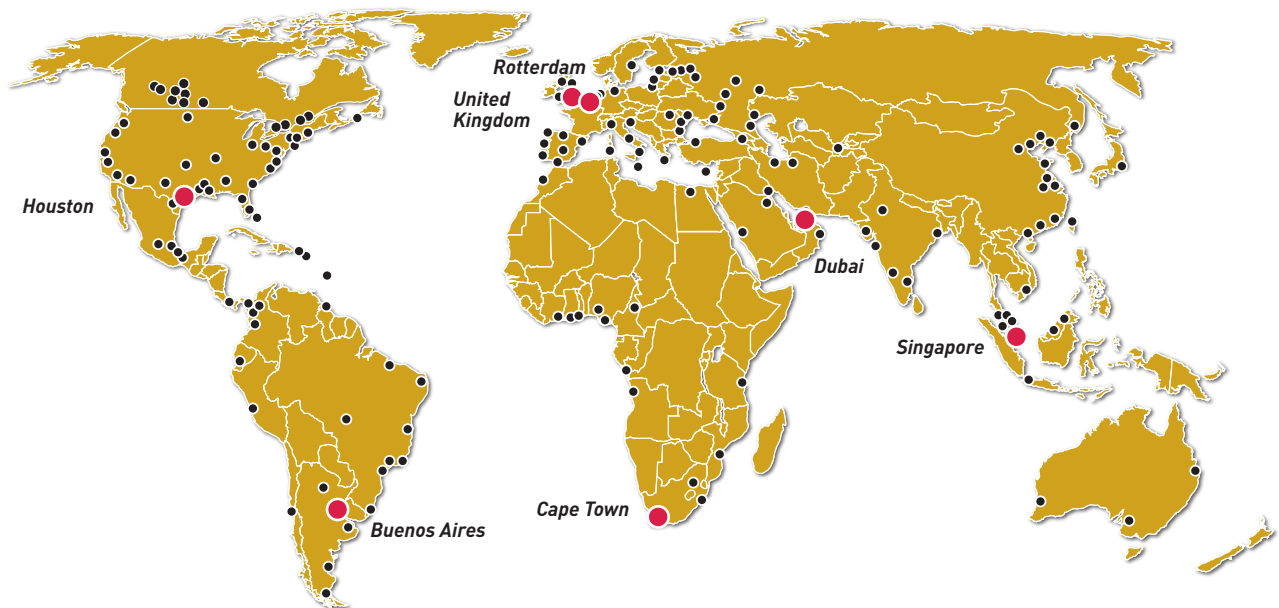 Rotterdam
United
Kingdom
Houston
Dubai
Singapore
Cape Town
Buenos Aires